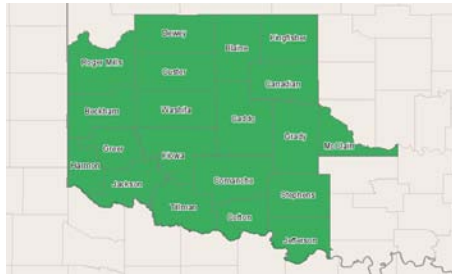 Dewey
Blaine
Kingfisher
Roger Mills
Custer
Canadian
Beckham
Washita
Caddo
Grady
McClain
Greer
Kiowa
Harmon
Jackson
Comanche
Stephens
Tillman
Cotton
Jefferson